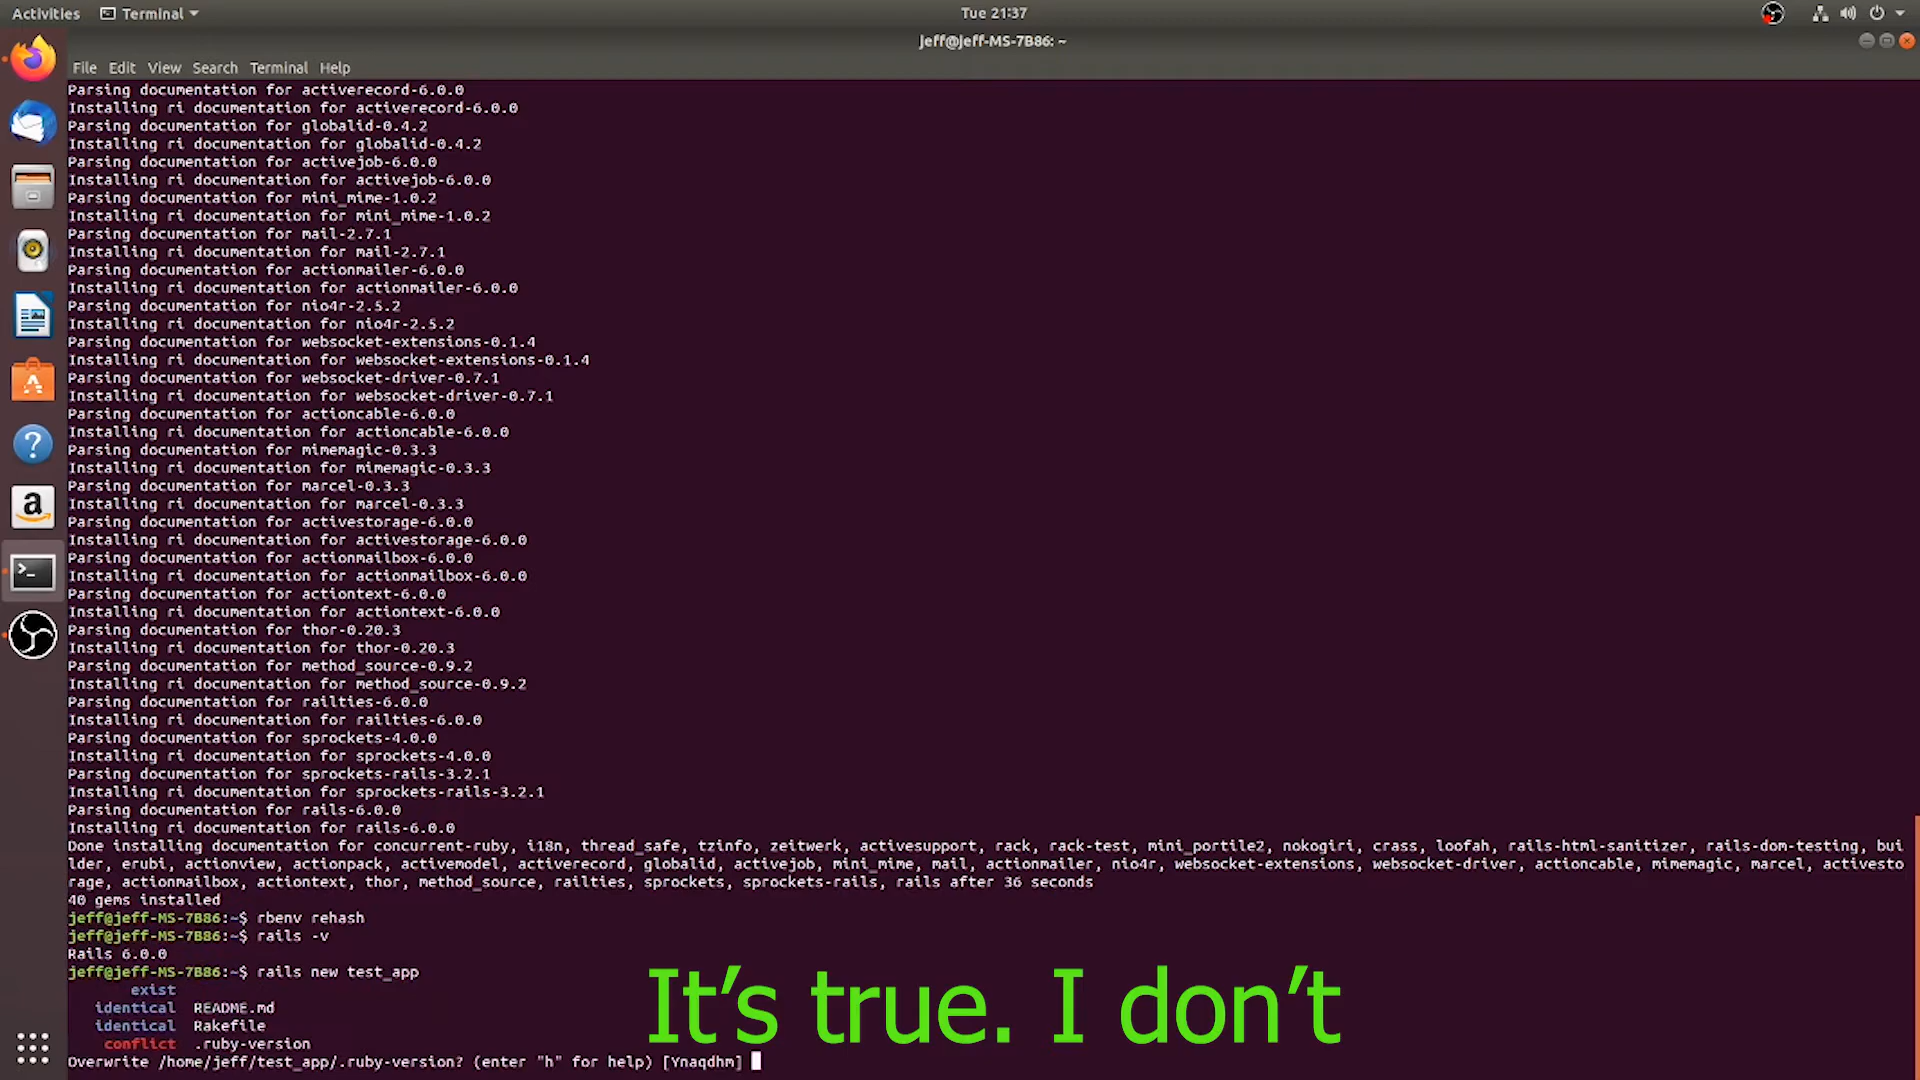 Activities Terminal Tue 21:37
jeff@jeff-MS-7B86: ~
File Edit View Search Terminal Help
Parsing documentation for activerecord-6.0.0
Installing ri documentation for activerecord-6.0.0
Parsing documentation for globalid-0.4.2
Installing ri documentation for globalid-0.4.2
Parsing documentation for activejob-6.0.0
Installing ri documentation for activejob-6.0.0
Parsing documentation for mini_mime-1.0.2
Installing ri documentation for mini_mime-1.0.2
Parsing documentation for mail-2.7.1
Installing ri documentation for mail-2.7.1
Parsing documentation for actionmailer-6.0.0
Installing ri documentation for actionmailer-6.0.0
Parsing documentation for nio4r-2.5.2
Installing ri documentation for nio4r-2.5.2
Parsing documentation for websocket-extensions-0.1.4
Installing ri documentation for websocket-extensions-0.1.4
Parsing documentation for websocket-driver-0.7.1
Installing ri documentation for websocket-driver-0.7.1
Parsing documentation for actioncable-6.0.0
Installing ri documentation for actioncable-6.0.0
Parsing documentation for mimemagic-0.3.3
Installing ri documentation for mimemagic-0.3.3
Parsing documentation for marcel-0.3.3
Installing ri documentation for marcel-0.3.3
Parsing documentation for activestorage-6.0.0
Installing ri documentation for activestorage-6.0.0
Parsing documentation for actionmailbox-6.0.0
Installing ri documentation for actionmailbox-6.0.0
Parsing documentation for actiontext-6.0.0
Installing ri documentation for actiontext-6.0.0
Parsing documentation for thor-0.20.3
Installing ri documentation for thor-0.20.3
Parsing documentation for method_source-0.9.2
Installing ri documentation for method_source-0.9.2
Parsing documentation for railties-6.0.0
Installing ri documentation for railties-6.0.0
Parsing documentation for sprockets-4.0.0
Installing ri documentation for sprockets-4.0.0
Parsing documentation for sprockets-rails-3.2.1
Installing ri documentation for sprockets-rails-3.2.1
Parsing documentation for rails-6.0.0
Installing ri documentation for rails-6.0.0
Done installing documentation for concurrent-ruby, i18n, thread_safe, tzinfo, zeitwerk, activesupport, rack, rack-test, mini_portile2, nokogiri, crass, loofah, rails-html-sanitizer, rails-dom-testing, bui
lder, erubi, actionview, actionpack, activemodel, activerecord, globalid, activejob, mini_mime, mail, actionmailer, nio4r, websocket-extensions, websocket-driver, actioncable, mimemagic, marcel, activesto
rage, actionmailbox, actiontext, thor, method_source, railties, sprockets, sprockets-rails, rails after 36 seconds
40 gems installed
jeff@jeff-MS-7B86:~$ rbenv rehash
jeff@jeff-MS-7B86:~$ rails -v
Rails 6.0.0
jeff@jeff-MS-7B86:~$ rails new test_app
exist
identical README.md
identical Rakefile
conflict .ruby-version
Overwrite /home/jeff/test_app/.ruby-version? (enter "h" for help) [Ynaqdhm]
It's true. I don't